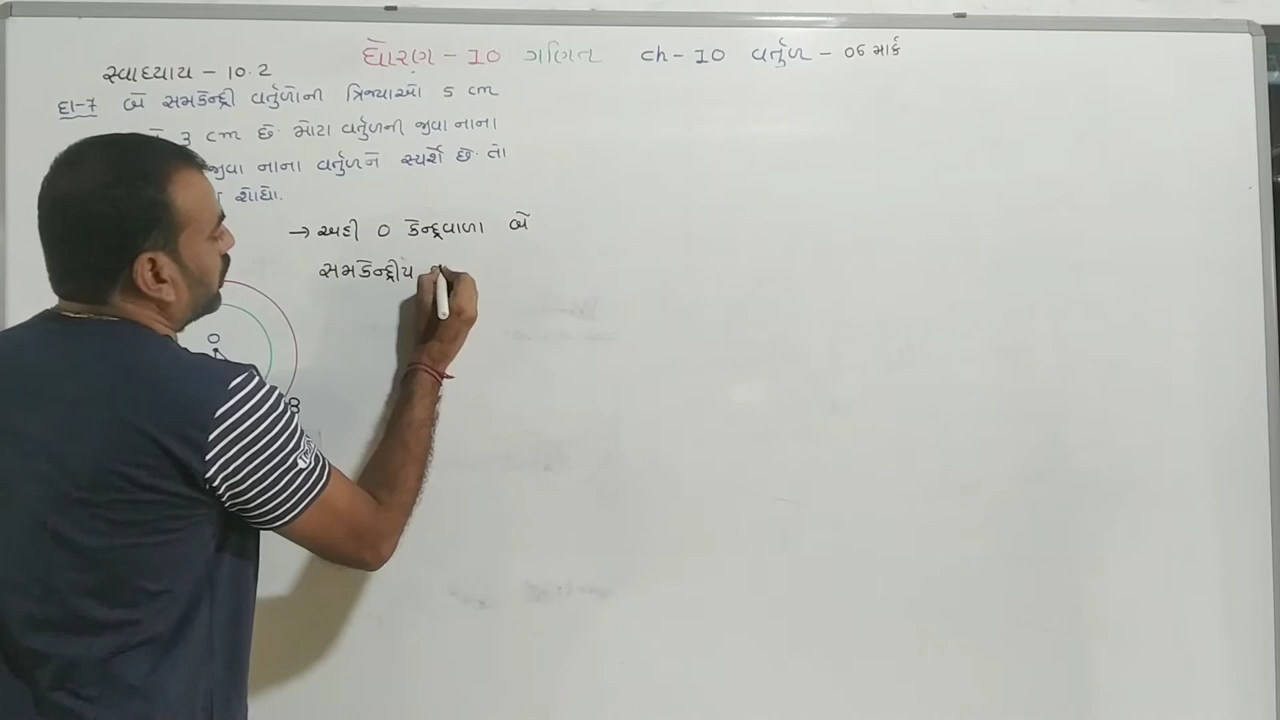 ધોરણ - 10 ગણિત ch - 10 વર્તુળ - 06 માર્ક
સ્વાધ્યાય - 10.2
દા-7 બે સમકેન્દ્રી વર્તુળોની ત્રિજ્યાઓ 5 cm
3 cm છે. મોટા વર્તુળની જીવા નાના
જીવા નાના વર્તુળને સ્પર્શે છે તો
શોધો.
→ અહી O કેન્દ્રવાળા બે
સમકેન્દ્રીય
O
B